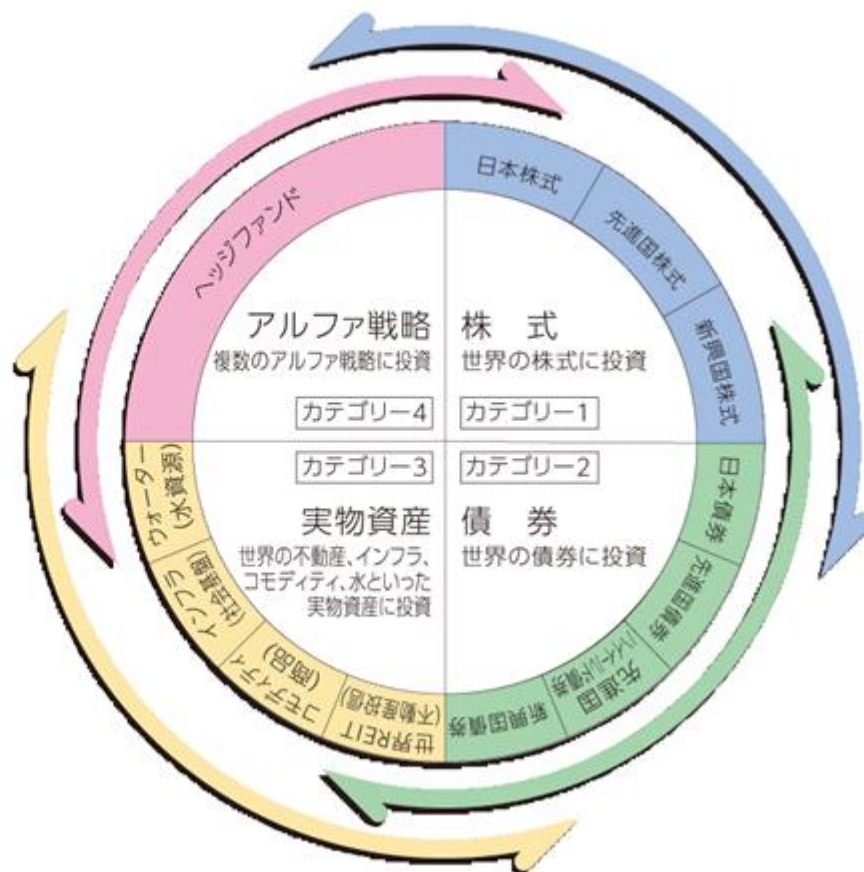 ヘッジファンド
日本株式
先進国株式
新興国株式
アルファ戦略
複数のアルファ戦略に投資
カテゴリー4
株 式
世界の株式に投資
カテゴリー1
カテゴリー3
実物資産
世界の不動産、インフラ、
コモディティ、水といった
実物資産に投資
カテゴリー2
債 券
世界の債券に投資
日本債券
先進国債券
先進国
(ハイイールド債券)
新興国債券
世界REIT
(不動産投信)
コモディティ
(商品)
インフラ
(社会基盤)
ウォーター
(水資源)